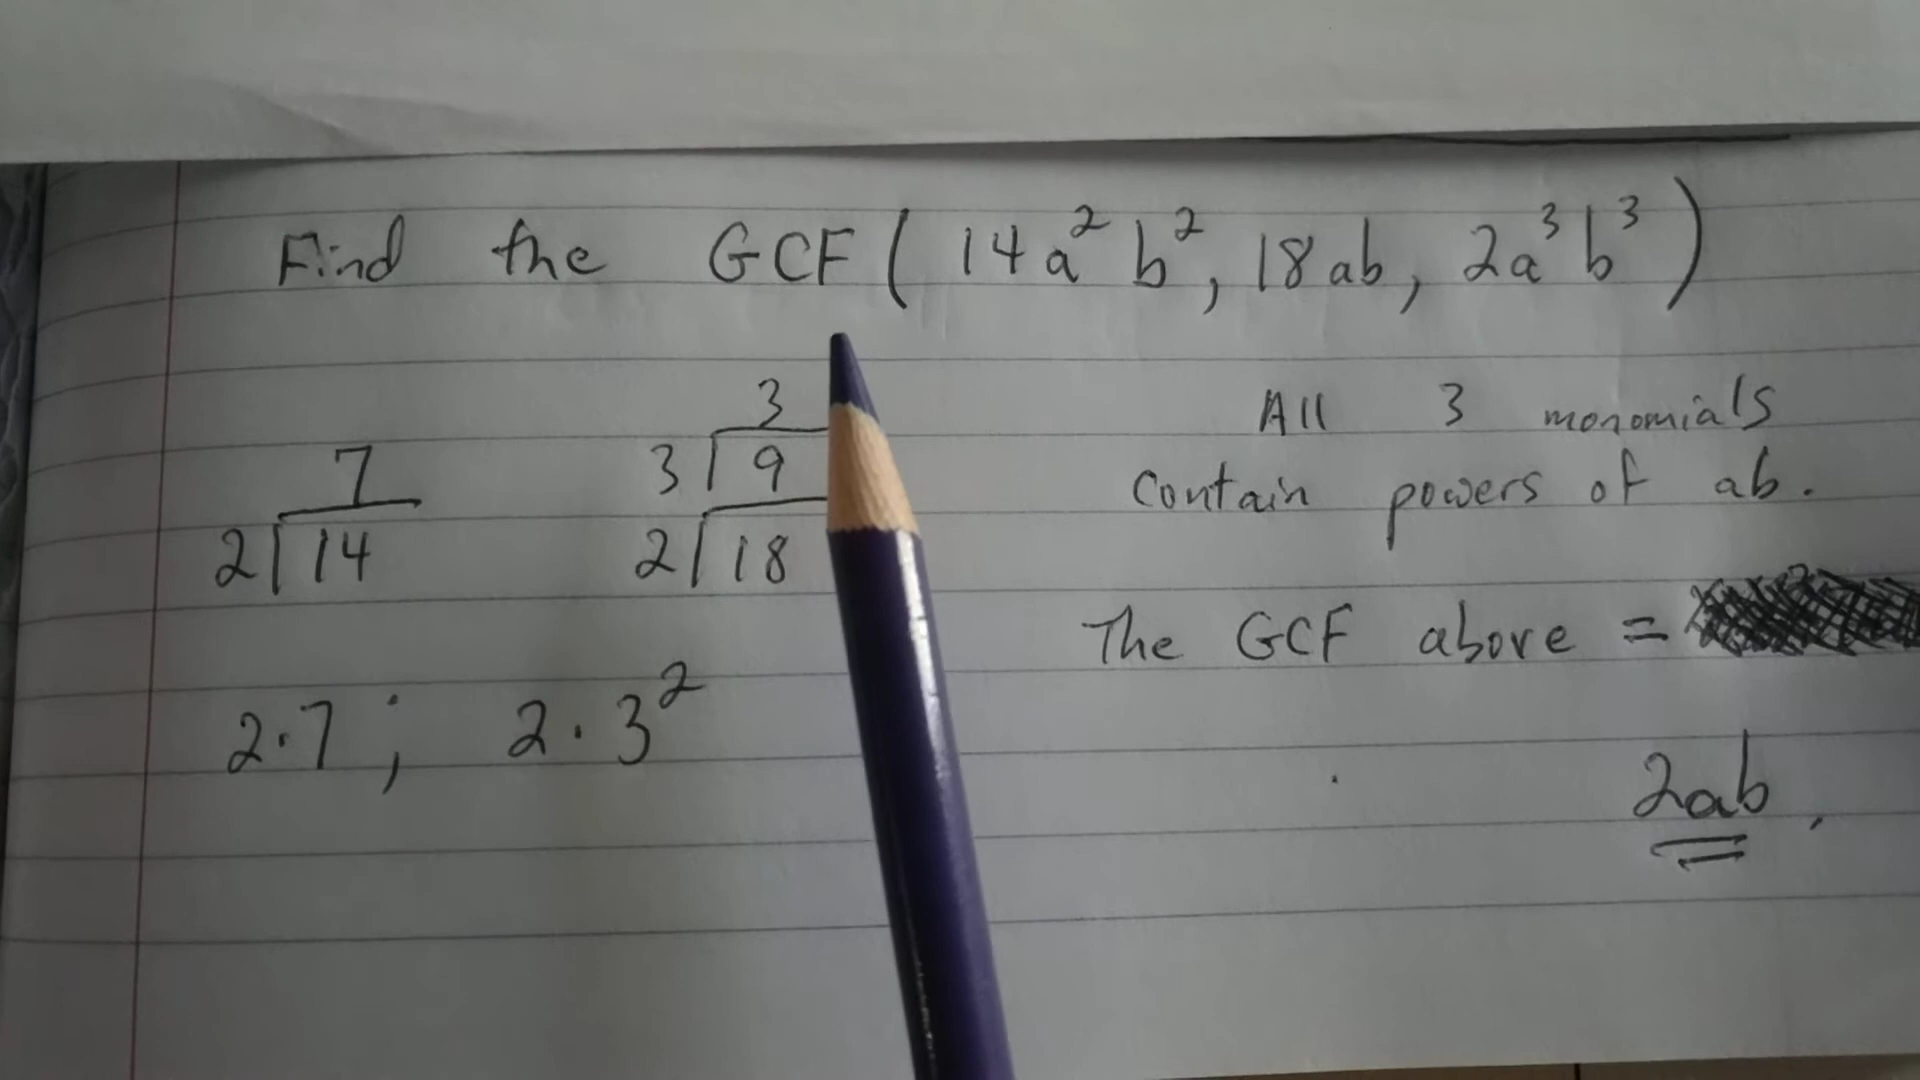 Find the GCF ( 14a²b², 18ab, 2a³b³ )
7
2 14
3
3 9
2 18
2·7 ; 2·3²
All 3 monomials
contain powers of ab.
The GCF above =
2ab.